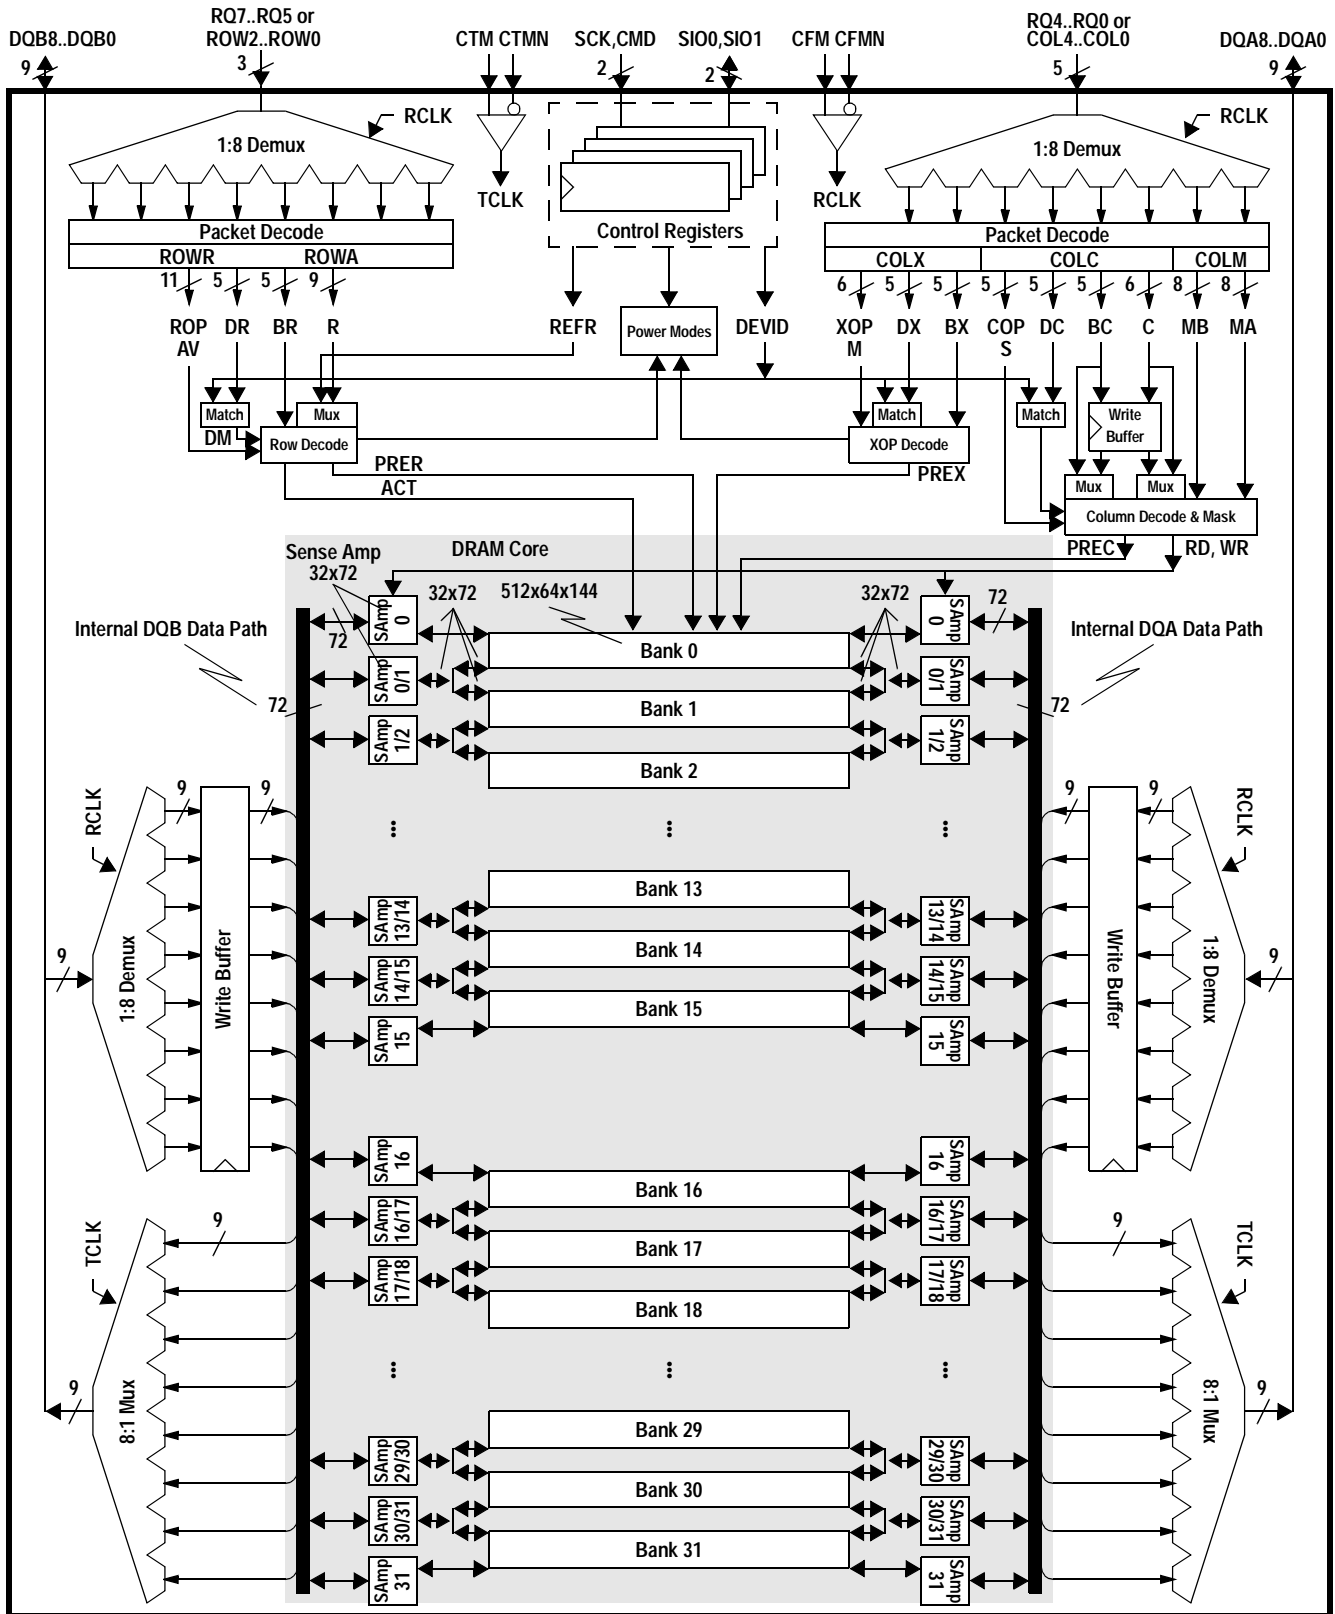 RQ7..RQ5 or
ROW2..ROW0
RQ4..RQ0 or
COL4..COL0
DQB8..DQB0
CTM CTMN
SCK,CMD
SIO0,SIO1
CFM CFMN
DQA8..DQA0
9
3
2
2
5
9
RCLK
1:8 Demux
RCLK
1:8 Demux
TCLK
RCLK
Control Registers
Packet Decode
ROWR
ROWA
Packet Decode
COLX
COLC
COLM
11
5
5
9
6
5
5
5
5
5
6
8
8
ROP
AV
DR
BR
R
REFR
Power Modes
DEVID
XOP
M
DX
BX
COP
S
DC
BC
C
MB
MA
Match
Mux
Match
Match
Write
Buffer
DM
Row Decode
XOP Decode
PRER
ACT
PREX
Mux
Mux
Column Decode & Mask
PREC
RD, WR
Sense Amp
32x72
DRAM Core
32x72
512x64x144
32x72
SAmp
0
72
SAmp
0
72
Internal DQB Data Path
Internal DQA Data Path
Bank 0
SAmp
0/1
SAmp
0/1
72
Bank 1
72
SAmp
1/2
SAmp
1/2
Bank 2
9
9
RCLK
9
9
RCLK
•••
•••
•••
Bank 13
SAmp
13/14
SAmp
13/14
Bank 14
SAmp
14/15
SAmp
14/15
Bank 15
SAmp
15
SAmp
15
9
1:8 Demux
Write Buffer
Write Buffer
1:8 Demux
9
SAmp
16
SAmp
16
Bank 16
SAmp
16/17
SAmp
16/17
Bank 17
SAmp
17/18
SAmp
17/18
Bank 18
TCLK
9
9
TCLK
•••
•••
•••
9
8:1 Mux
8:1 Mux
9
Bank 29
SAmp
29/30
SAmp
29/30
Bank 30
SAmp
30/31
SAmp
30/31
Bank 31
SAmp
31
SAmp
31